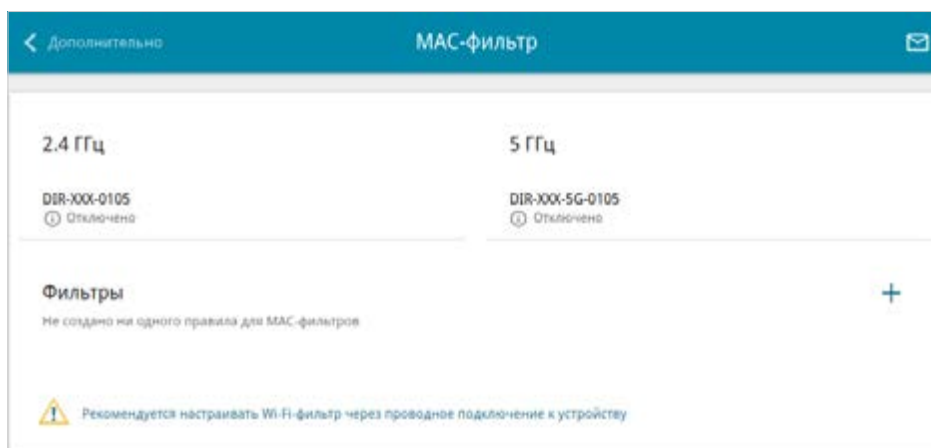 Дополнительно
MAC-фильтр
2.4 ГГц
5 ГГц
DIR-XXX-0105
DIR-XXX-5G-0105
Отключено
Отключено
Фильтры
Не создано ни одного правила для MAC-фильтров
Рекомендуется настраивать Wi-Fi-фильтр через проводное подключение к устройству